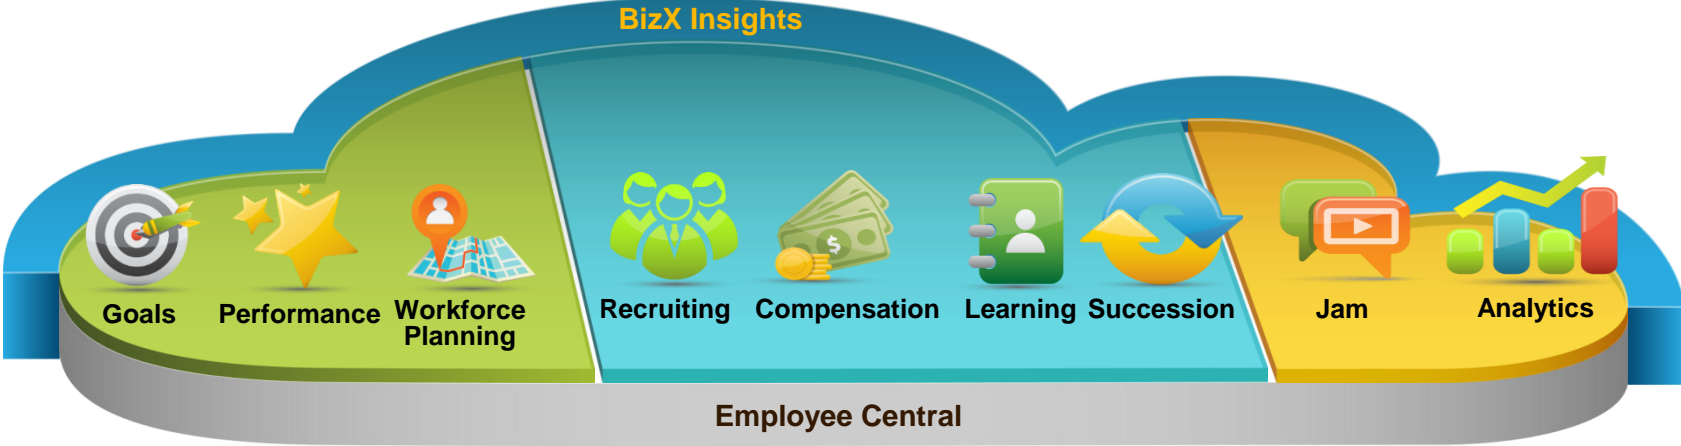 BizX Insights
Goals
Performance
Workforce
Planning
Recruiting
Compensation
Learning
Succession
Jam
Analytics
$
Employee Central